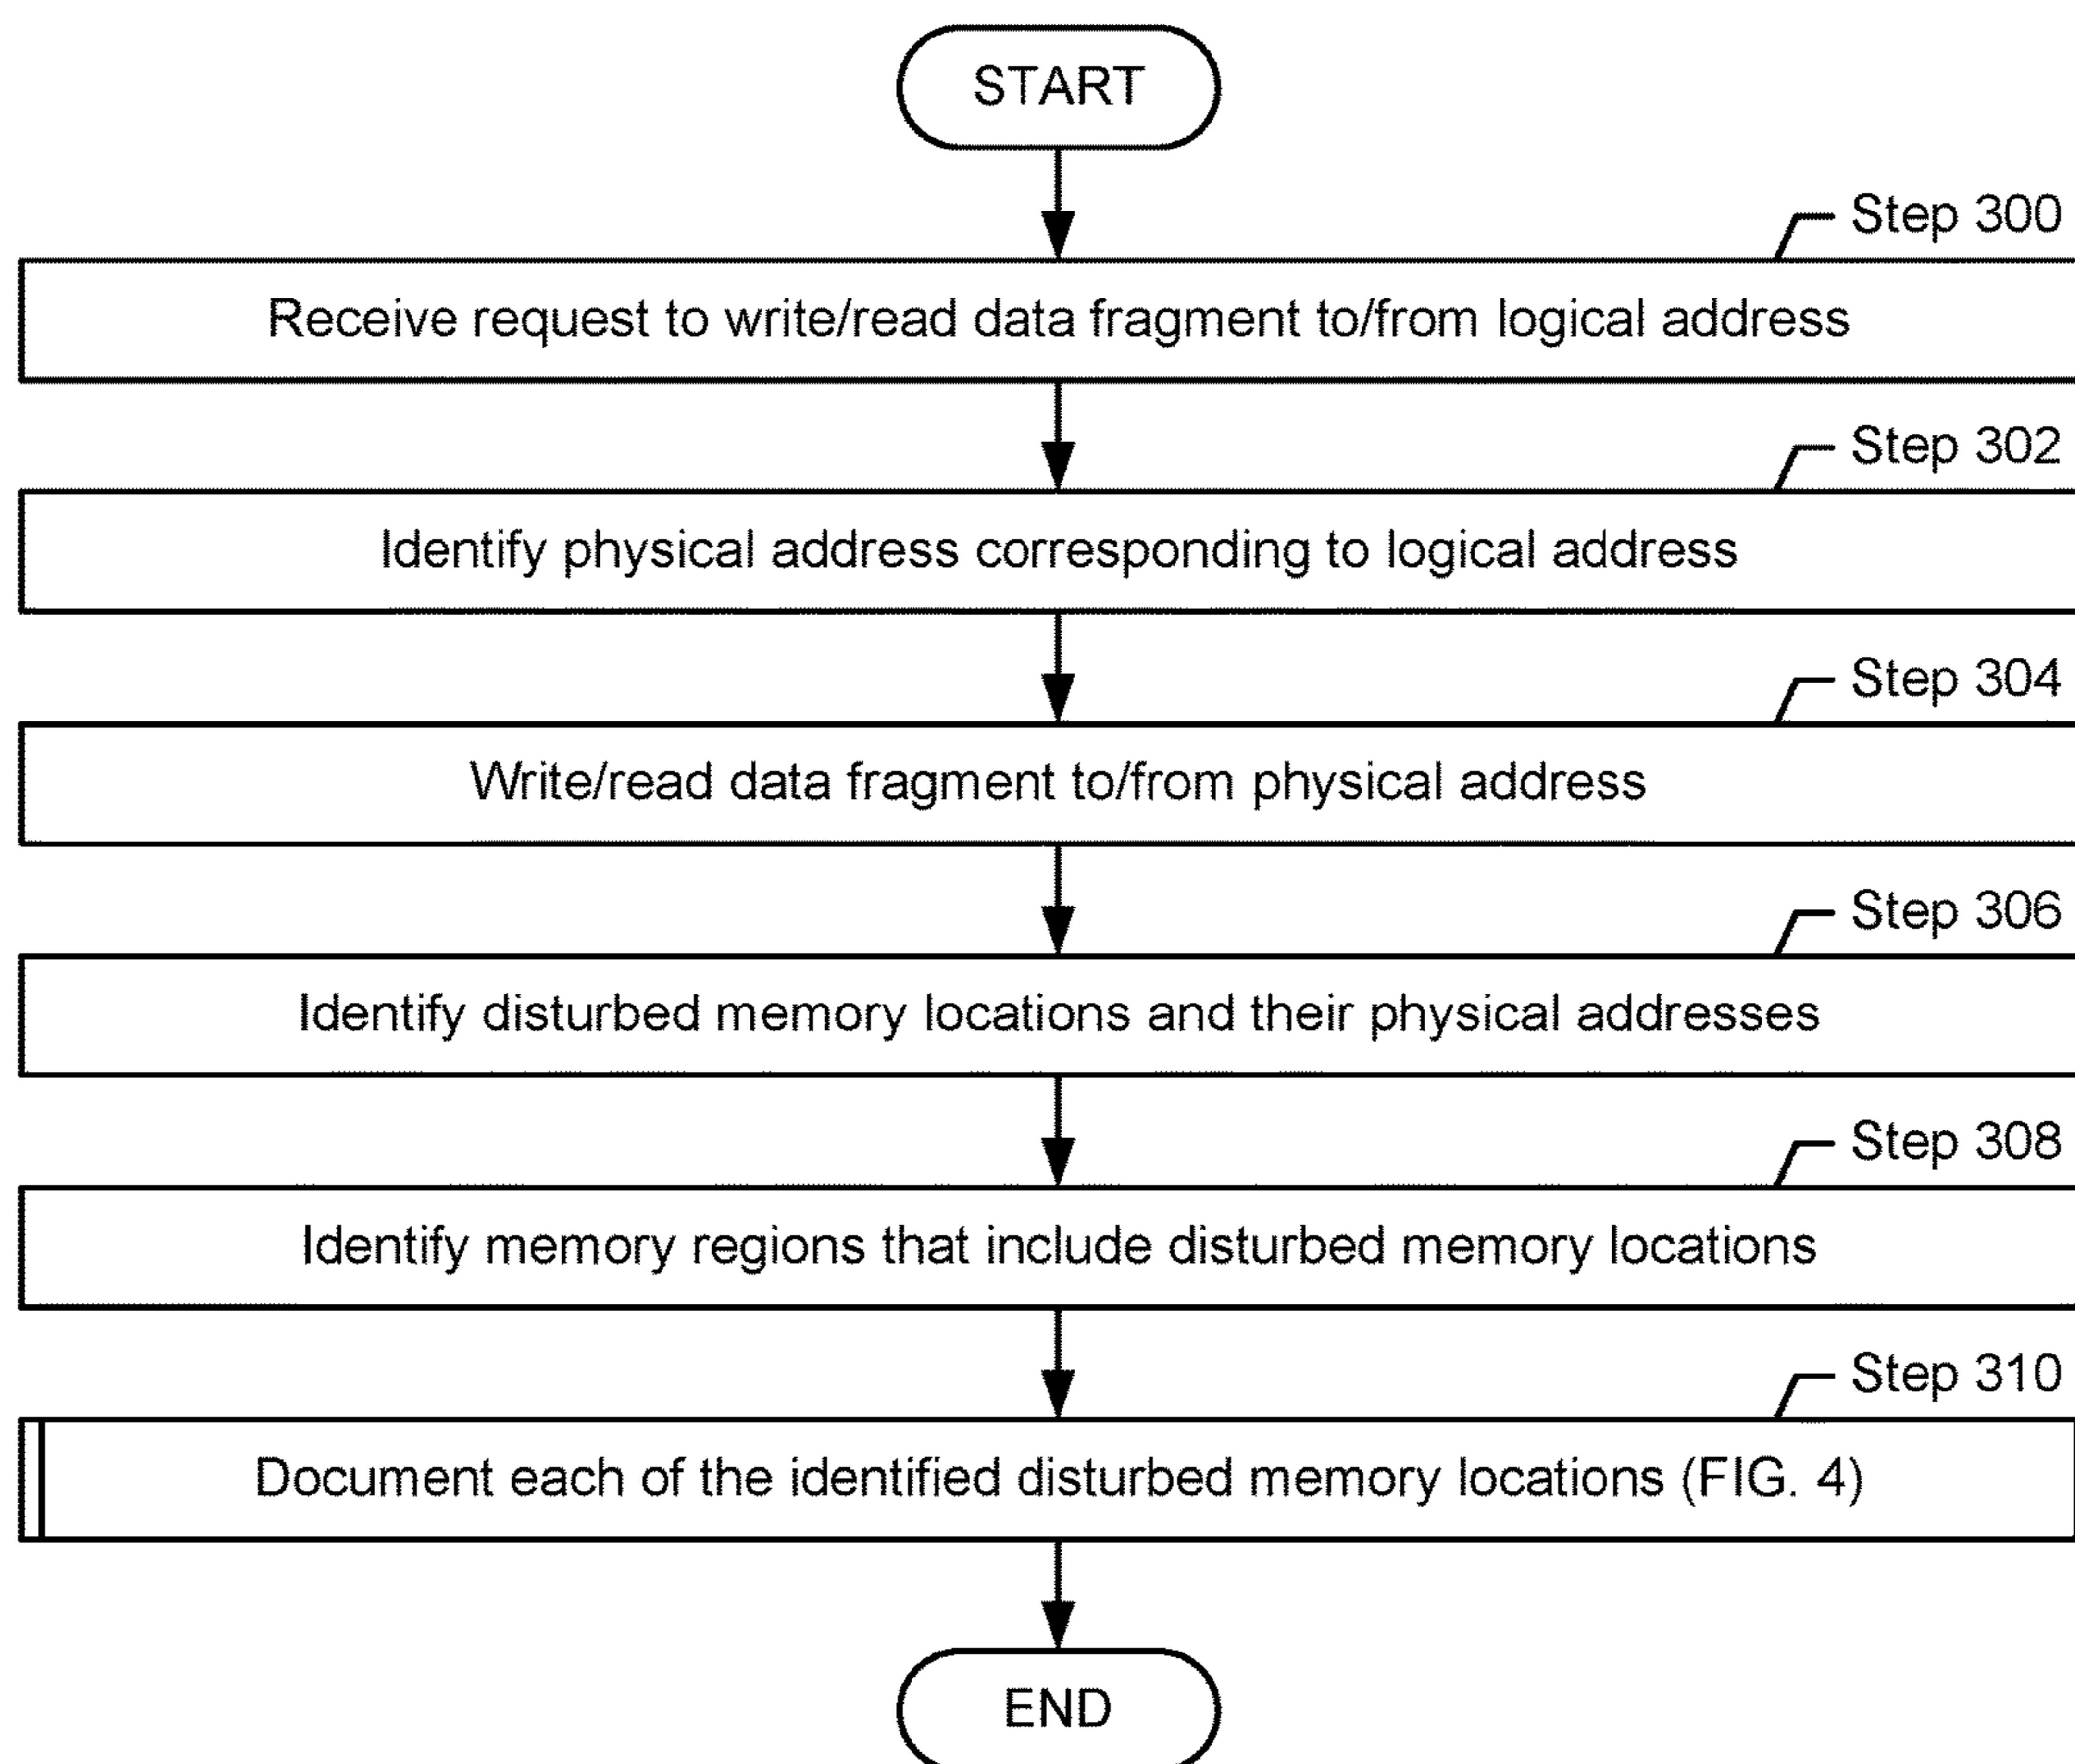 START
Step 300
Receive request to write/read data fragment to/from logical address
Step 302
Identify physical address corresponding to logical address
Step 304
Write/read data fragment to/from physical address
Step 306
Identify disturbed memory locations and their physical addresses
Step 308
Identify memory regions that include disturbed memory locations
Step 310
Document each of the identified disturbed memory locations (FIG. 4)
END